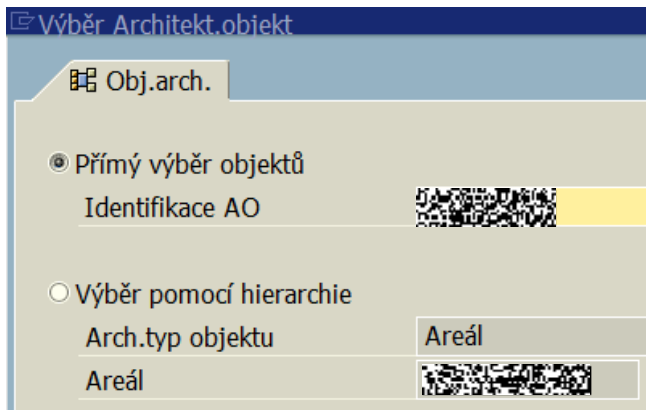 Výběr Architekt.objekt
Obj.arch.
Přímý výběr objektů
Identifikace AO
Výběr pomocí hierarchie
Arch.typ objektu Areál
Areál